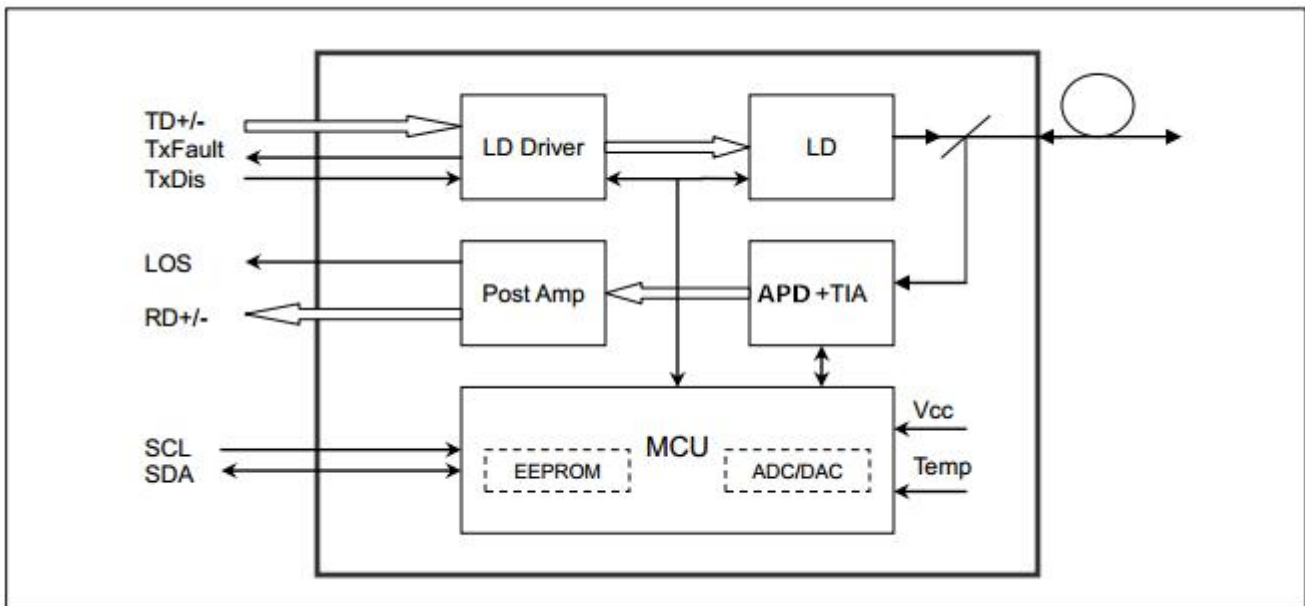 TD+/-
TxFault
TxDis
LD Driver
LD
LOS
RD+/-
Post Amp
APD +TIA
SCL
SDA
MCU
EEPROM
ADC/DAC
Vcc
Temp